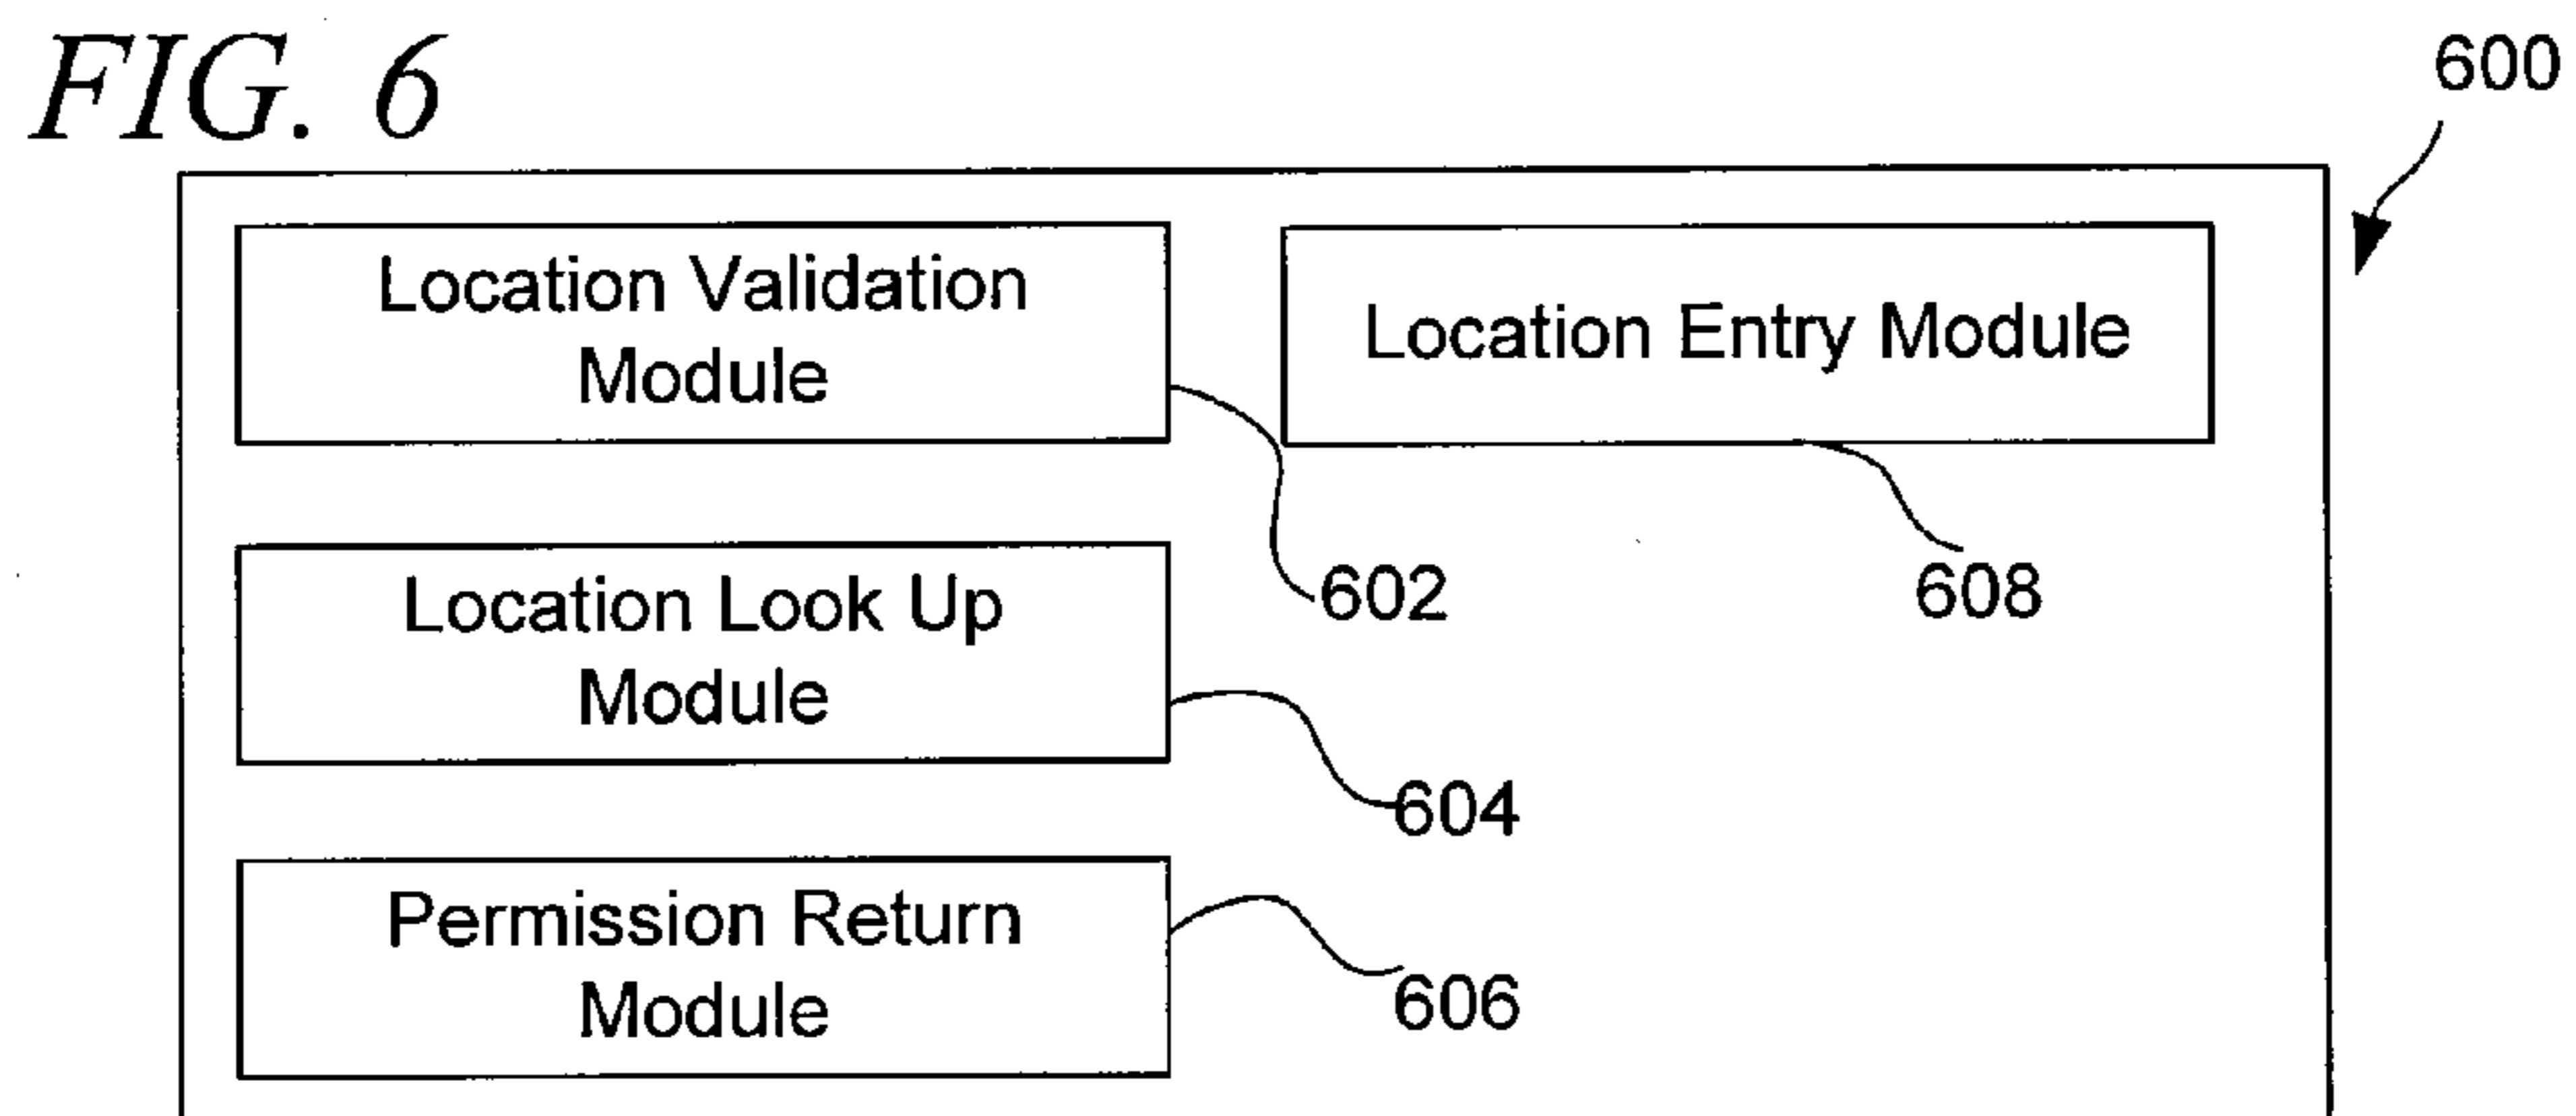 FIG. 6
600
Location Validation
Module
Location Entry Module
602
608
Location Look Up
Module
604
Permission Return
Module
606